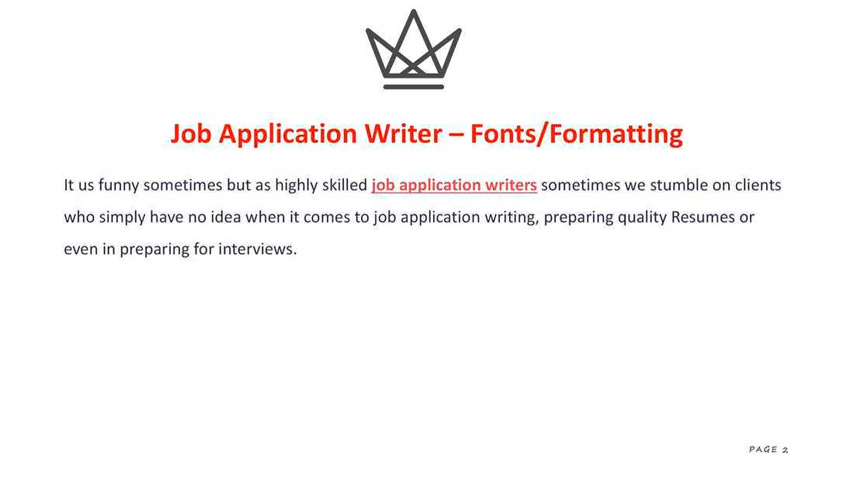 Job Application Writer – Fonts/Formatting
It us funny sometimes but as highly skilled job application writers sometimes we stumble on clients
who simply have no idea when it comes to job application writing, preparing quality Resumes or
even in preparing for interviews.
PAGE 2